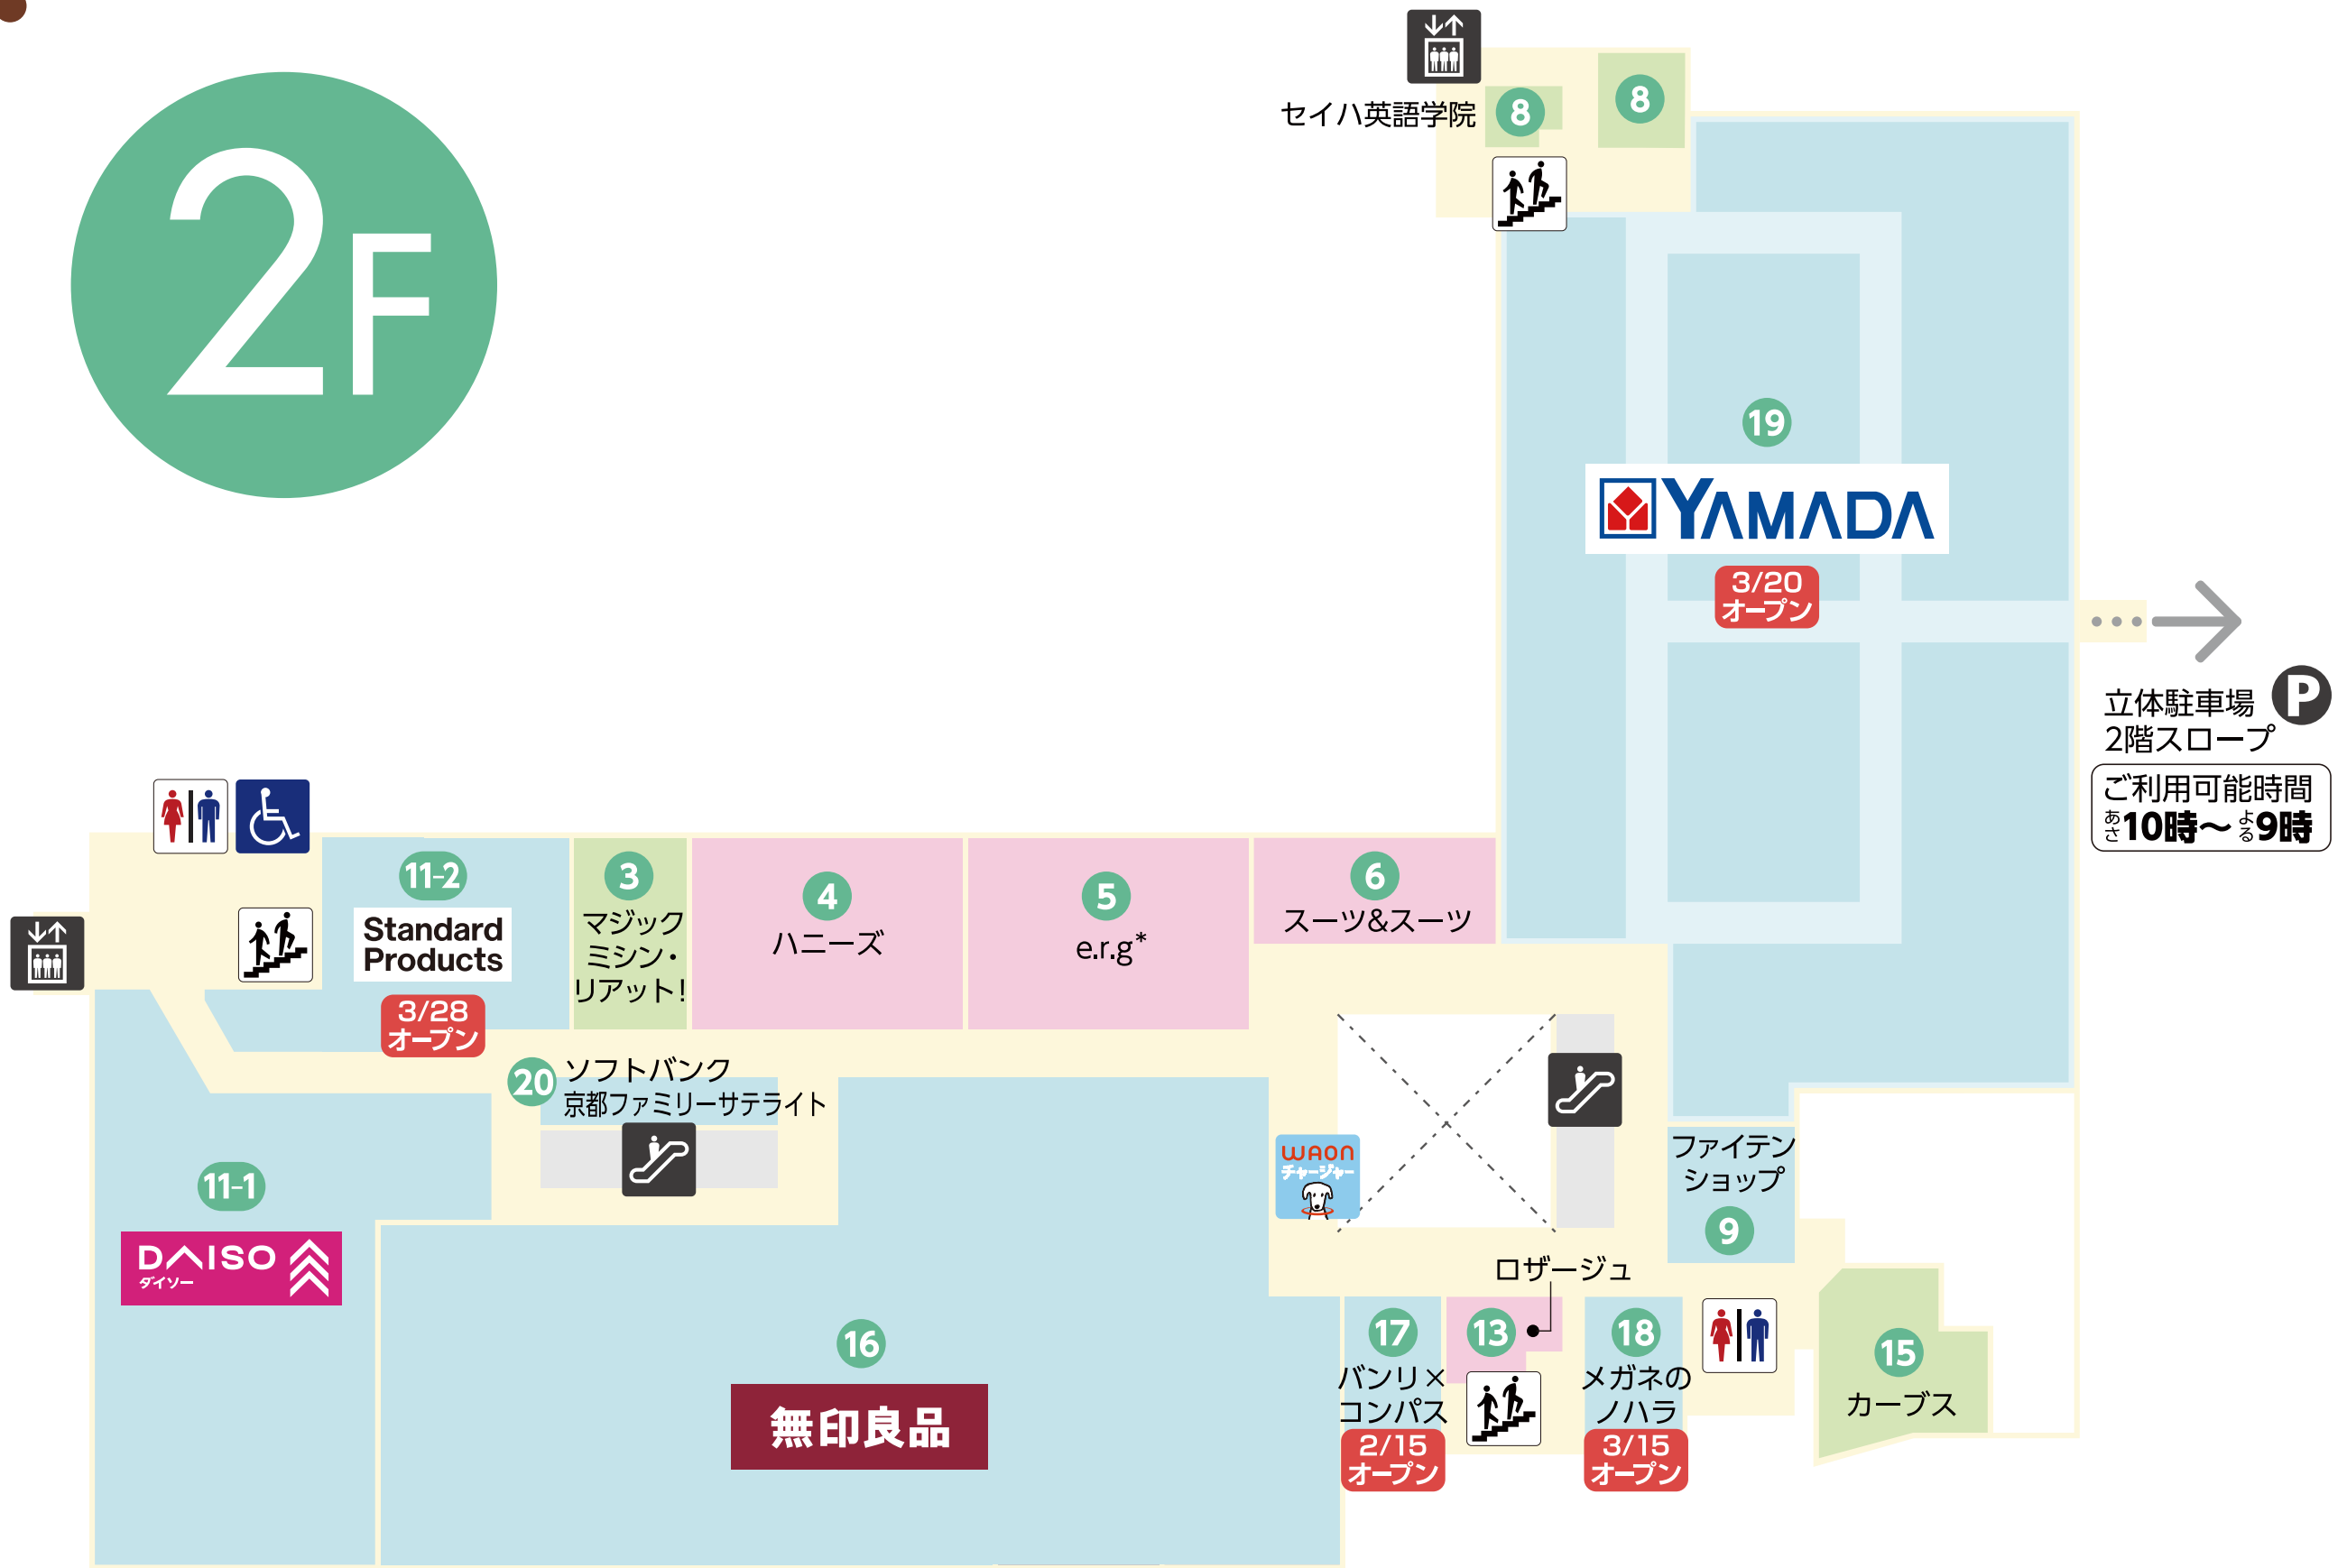 2F
セイハ英語学院
8
8
19
YAMADA
3/20
オープン
立体駐車場
P
2階スロープ
ご利用可能時間
あさ10時〜よる9時
11-2
Standard
Products
3/28
オープン
3
マジック
ミシン・
リアット!
4
ハニーズ
5
e.r.g*
6
スーツ&スーツ
20
ソフトバンク
京都ファミリーサテライト
WAON
チャージャー
ファイテン
ショップ
9
11-1
DAISO
ダイソー
16
無印良品
ロザージュ
17
バンリ×
コンパス
2/15
オープン
13
18
メガネの
ノハラ
3/15
オープン
15
カーブス